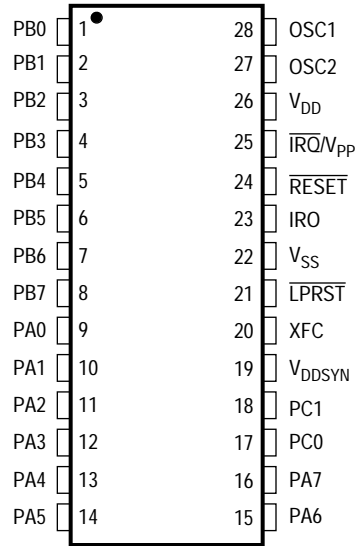 PB0 1 28 OSC1
PB1 2 27 OSC2
PB2 3 26 VDD
PB3 4 25 IRQ/VPP
PB4 5 24 RESET
PB5 6 23 IRO
PB6 7 22 VSS
PB7 8 21 LPRST
PA0 9 20 XFC
PA1 10 19 VDDSYN
PA2 11 18 PC1
PA3 12 17 PC0
PA4 13 16 PA7
PA5 14 15 PA6